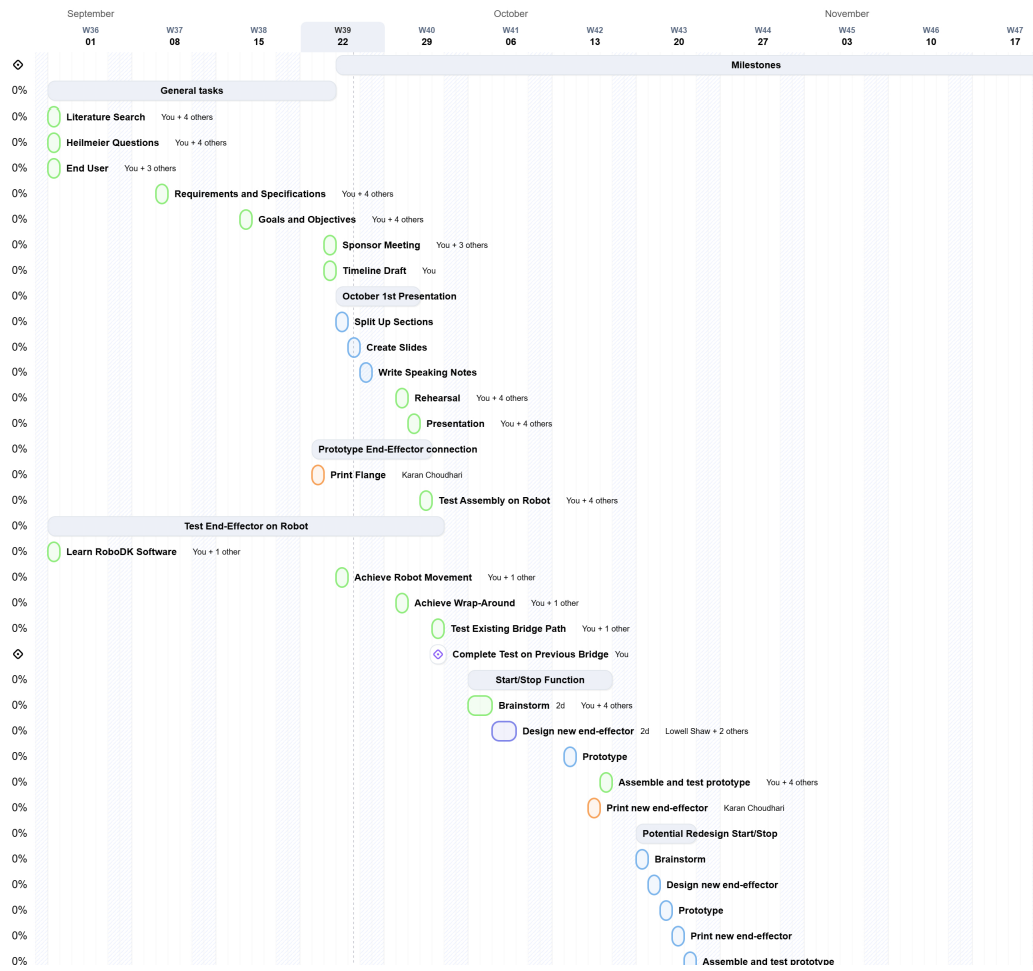 September October November
W36 W37 W38 W39 W40 W41 W42 W43 W44 W45 W46 W47
01 08 15 22 29 06 13 20 27 03 10 17
Milestones
0% General tasks
0% Literature Search You + 4 others
0% Heilmeier Questions You + 4 others
0% End User You + 3 others
0% Requirements and Specifications You + 4 others
0% Goals and Objectives You + 4 others
0% Sponsor Meeting You + 3 others
0% Timeline Draft You
0% October 1st Presentation
0% Split Up Sections
0% Create Slides
0% Write Speaking Notes
0% Rehearsal You + 4 others
0% Presentation You + 4 others
0% Prototype End-Effector connection
0% Print Flange Karan Choudhari
0% Test Assembly on Robot You + 4 others
0% Test End-Effector on Robot
0% Learn RoboDK Software You + 1 other
0% Achieve Robot Movement You + 1 other
0% Achieve Wrap-Around You + 1 other
0% Test Existing Bridge Path You + 1 other
Complete Test on Previous Bridge You
0% Start/Stop Function
0% Brainstorm 2d You + 4 others
0% Design new end-effector 2d Lowell Shaw + 2 others
0% Prototype
0% Assemble and test prototype You + 4 others
0% Print new end-effector Karan Choudhari
0% Potential Redesign Start/Stop
0% Brainstorm
0% Design new end-effector
0% Prototype
0% Print new end-effector
0% Assemble and test prototype